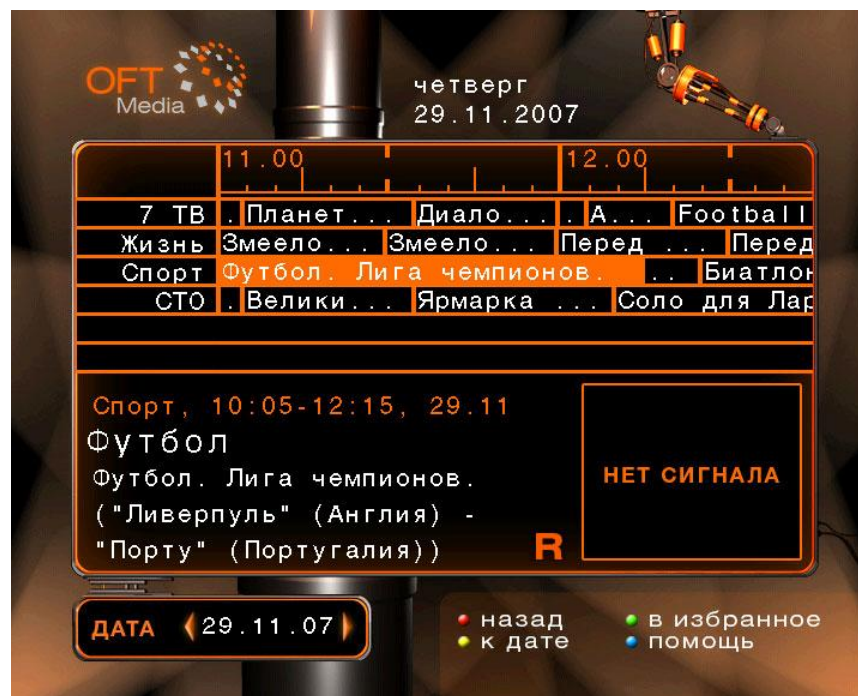 OFT
Media
четверг
29.11.2007
11.00 12.00
7 ТВ . Планет... Диало... . А... Football
Жизнь Змеело... Змеело... Перед ... Перед
Спорт Футбол. Лига чемпионов. .. Биатлон
СТО . Велики... Ярмарка ... Соло для Лар
Спорт, 10:05-12:15, 29.11
Футбол
Футбол. Лига чемпионов.
("Ливерпуль" (Англия) -
"Порту" (Португалия))
R
НЕТ СИГНАЛА
ДАТА 29.11.07
назад в избранное
к дате помощь